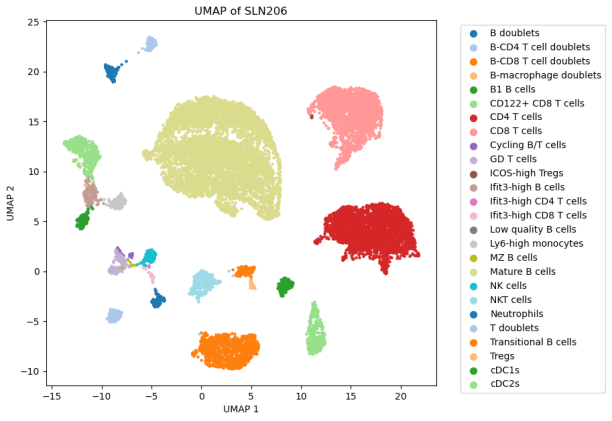 UMAP of SLN206
25
20
15
10
5
0
−5
−10
UMAP 2
−15
−10
−5
0
5
10
15
20
UMAP 1
B doublets
B-CD4 T cell doublets
B-CD8 T cell doublets
B-macrophage doublets
B1 B cells
CD122+ CD8 T cells
CD4 T cells
CD8 T cells
Cycling B/T cells
GD T cells
ICOS-high Tregs
Ifit3-high B cells
Ifit3-high CD4 T cells
Ifit3-high CD8 T cells
Low quality B cells
Ly6-high monocytes
MZ B cells
Mature B cells
NK cells
NKT cells
Neutrophils
T doublets
Transitional B cells
Tregs
cDC1s
cDC2s